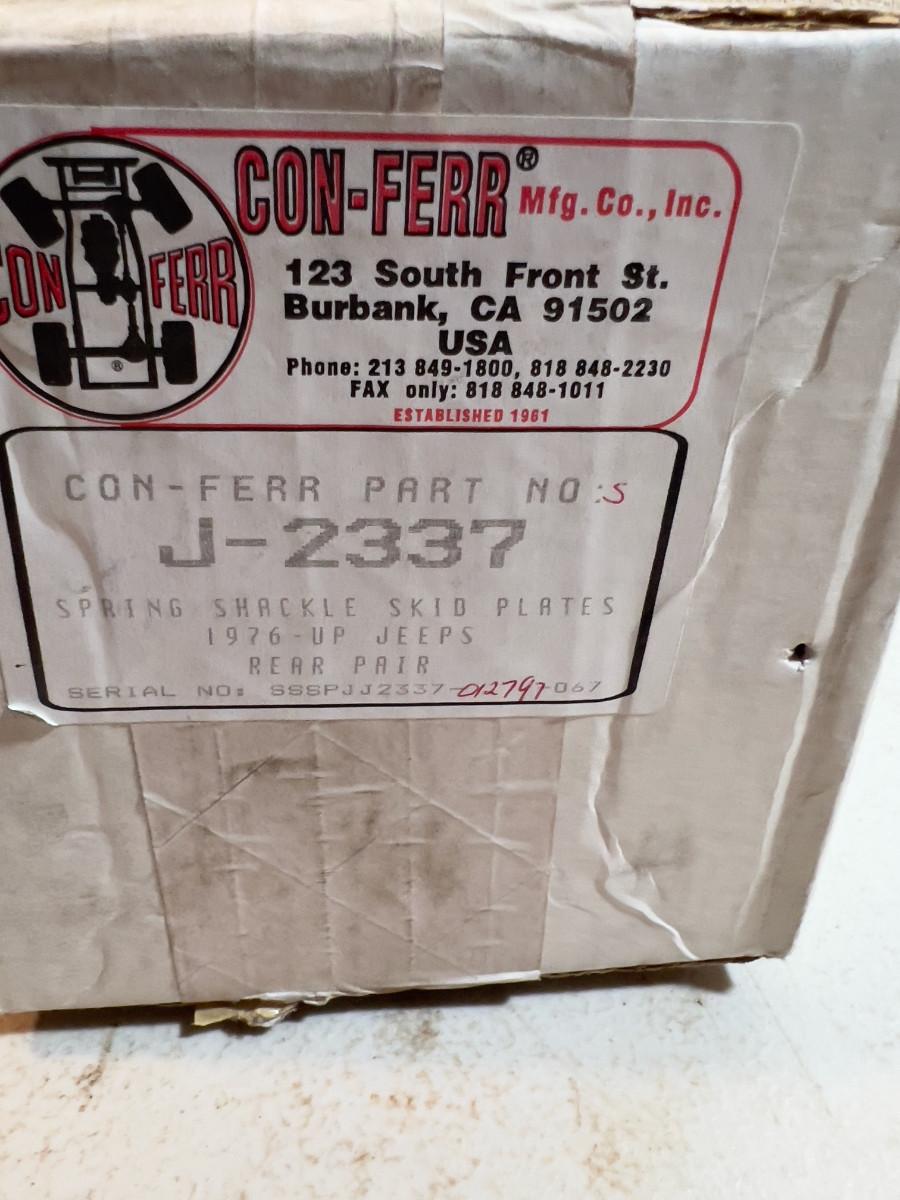 CON FERR
®
CON-FERR® Mfg. Co., Inc.
123 South Front St.
Burbank, CA 91502
USA
Phone: 213 849-1800, 818 848-2230
FAX only: 818 848-1011
ESTABLISHED 1961
CON-FERR PART NO:S
J-2337
SPRING SHACKLE SKID PLATES
1976-UP JEEPS
REAR PAIR
SERIAL NO: SSSPJJ2337-012797-067